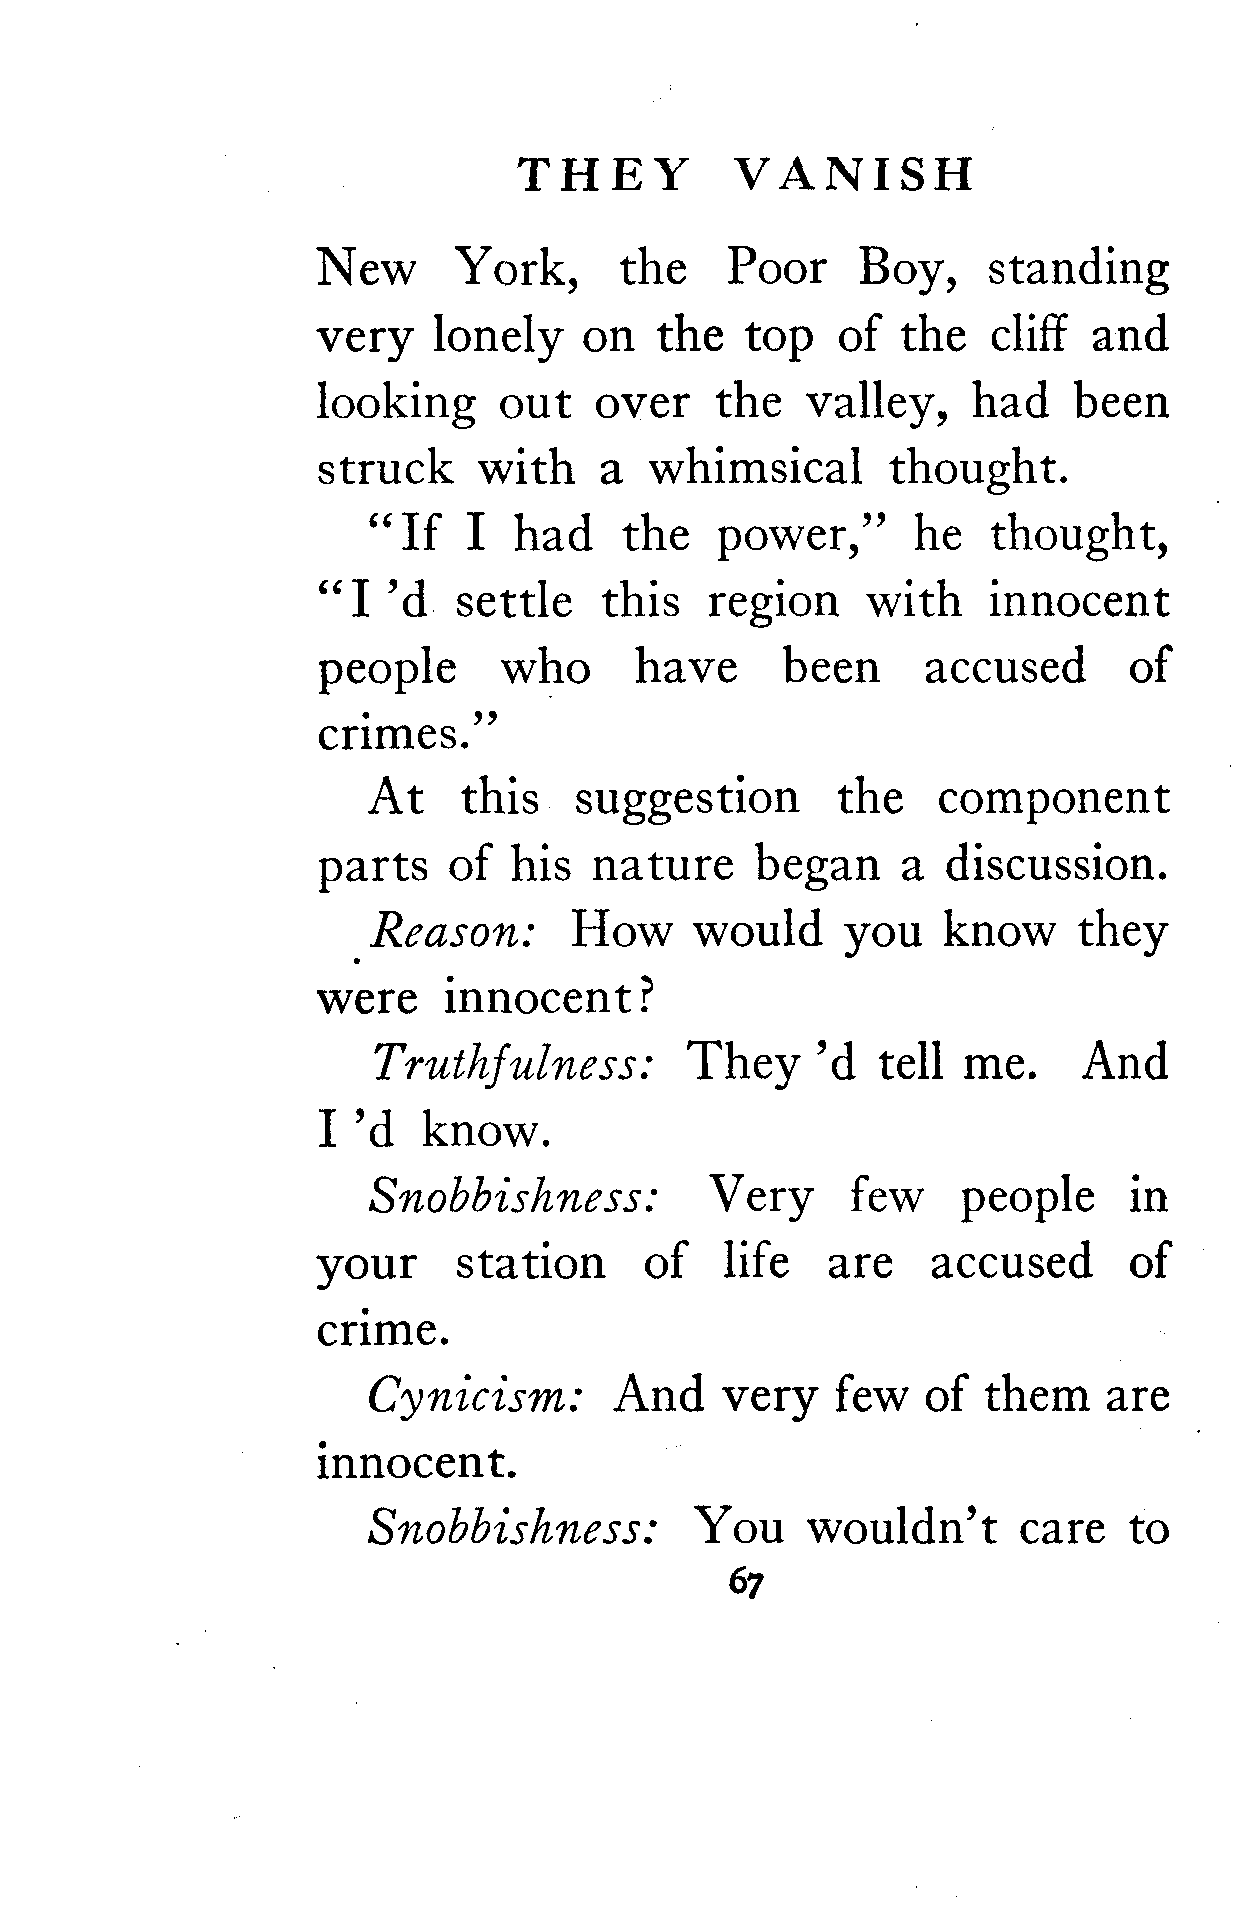 THEY VANISH
New York, the Poor Boy, standing
very lonely on the top of the cliff and
looking out over the valley, had been
struck with a whimsical thought.
"If I had the power," he thought,
"I 'd settle this region with innocent
people who have been accused of
crimes."
At this suggestion the component
parts of his nature began a discussion.
Reason: How would you know they
were innocent?
Truthfulness: They 'd tell me. And
I 'd know.
Snobbishness: Very few people in
your station of life are accused of
crime.
Cynicism: And very few of them are
innocent.
Snobbishness: You wouldn't care to
67